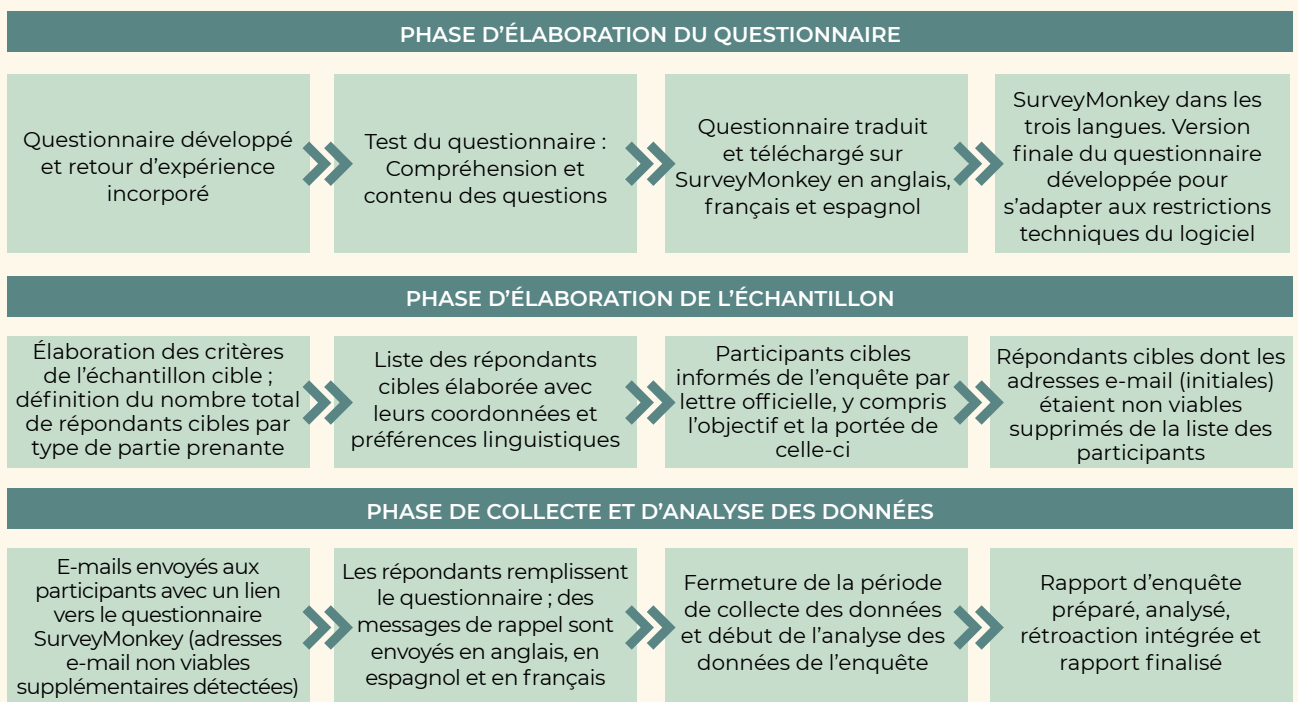 PHASE D’ÉLABORATION DU QUESTIONNAIRE
Questionnaire développé
et retour d’expérience
incorporé
Test du questionnaire :
Compréhension et
contenu des questions
Questionnaire traduit
et téléchargé sur
SurveyMonkey en anglais,
français et espagnol
SurveyMonkey dans les
trois langues. Version
finale du questionnaire
développée pour
s’adapter aux restrictions
techniques du logiciel
PHASE D’ÉLABORATION DE L’ÉCHANTILLON
Élaboration des critères
de l’échantillon cible ;
définition du nombre total
de répondants cibles par
type de partie prenante
Liste des répondants
cibles élaborée avec
leurs coordonnées et
préférences linguistiques
Participants cibles
informés de l’enquête par
lettre officielle, y compris
l’objectif et la portée de
celle-ci
Répondants cibles dont les
adresses e-mail (initiales)
étaient non viables
supprimés de la liste des
participants
PHASE DE COLLECTE ET D’ANALYSE DES DONNÉES
E-mails envoyés aux
participants avec un lien
vers le questionnaire
SurveyMonkey (adresses
e-mail non viables
supplémentaires détectées)
Les répondants remplissent
le questionnaire ; des
messages de rappel sont
envoyés en anglais, en
espagnol et en français
Fermeture de la période
de collecte des données
et début de l’analyse des
données de l’enquête
Rapport d’enquête
préparé, analysé,
rétroaction intégrée et
rapport finalisé